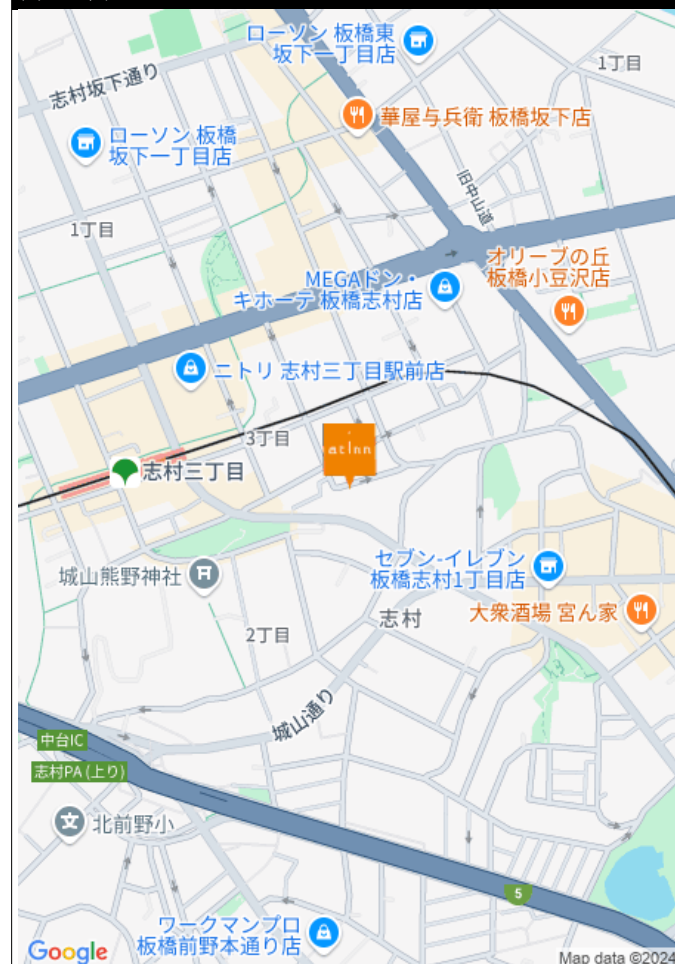 ローソン 板橋東
坂下一丁目店
1丁目
志村坂下通り
華屋与兵衛 板橋坂下店
ローソン 板橋
坂下一丁目店
旧中山道
1丁目
オリーブの丘
板橋小豆沢店
MEGAドン・
キホーテ 板橋志村店
ニトリ 志村三丁目駅前店
3丁目
at Inn
志村三丁目
セブン-イレブン
板橋志村1丁目店
城山熊野神社
大衆酒場 宮ん家
志村
2丁目
城山通り
中台IC
志村PA (上り)
北前野小
5
ワークマンプロ
板橋前野本通り店
Google
Map data ©2024